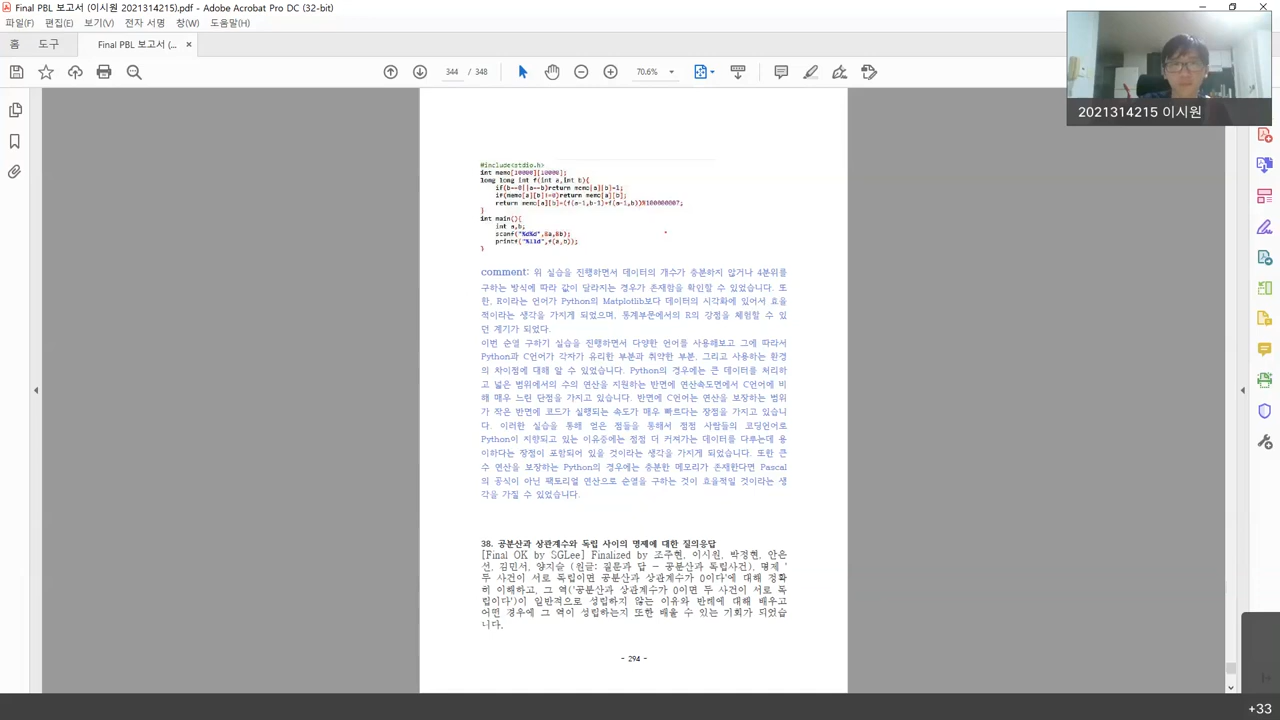 Final PBL 보고서 (이시원 2021314215).pdf - Adobe Acrobat Pro DC (32-bit)
파일(F) 편집(E) 보기(V) 전자 서명 창(W) 도움말(H)
홈 도구 Final PBL 보고서 (... ×
344 / 348 70.6%
2021314215 이시원
#include<stdio.h>
int memo[10000][10000];
long long int f(int a,int b){
if(b==0||a==b)return memo[a][b]=1;
if(memo[a][b]!=0)return memo[a][b];
return memo[a][b]=(f(a-1,b-1)+f(a-1,b))%1000000007;
}
int main(){
int a,b;
scanf("%d%d",&a,&b);
printf("%lld",f(a,b));
}
comment: 위 실습을 진행하면서 데이터의 개수가 충분하지 않거나 4분위를
구하는 방식에 따라 값이 달라지는 경우가 존재함을 확인할 수 있었습니다. 또
한, R이라는 언어가 Python의 Matplotlib보다 데이터의 시각화에 있어서 효율
적이라는 생각을 가지게 되었으며, 통계부문에서의 R의 강점을 체험할 수 있
던 계기가 되었다.
이번 순열 구하기 실습을 진행하면서 다양한 언어를 사용해보고 그에 따라서
Python과 C언어가 각자가 유리한 부분과 취약한 부분, 그리고 사용하는 환경
의 차이점에 대해 알 수 있었습니다. Python의 경우에는 큰 데이터를 처리하
고 넓은 범위에서의 수의 연산을 지원하는 반면에 연산속도면에서 C언어에 비
해 매우 느린 단점을 가지고 있습니다. 반면에 C언어는 연산을 보장하는 범위
가 작은 반면에 코드가 실행되는 속도가 매우 빠르다는 장점을 가지고 있습니
다. 이러한 실습을 통해 얻은 점들을 통해서 점점 사람들의 코딩언어로
Python이 지향되고 있는 이유중에는 점점 더 커져가는 데이터를 다루는데 용
이하다는 장점이 포함되어 있을 것이라는 생각을 가지게 되었습니다. 또한 큰
수 연산을 보장하는 Python의 경우에는 충분한 메모리가 존재한다면 Pascal
의 공식이 아닌 팩토리얼 연산으로 순열을 구하는 것이 효율적일 것이라는 생
각을 가질 수 있었습니다.
38. 공분산과 상관계수와 독립 사이의 명제에 대한 질의응답
[Final OK by SGLee] Finalized by 조주현, 이시원, 박정현, 안은
선, 김민서, 양지슬 (원글: 질문과 답 - 공분산과 독립사건), 명제 '
두 사건이 서로 독립이면 공분산과 상관계수가 0이다'에 대해 정확
히 이해하고, 그 역('공분산과 상관계수가 0이면 두 사건이 서로 독
립이다')이 일반적으로 성립하지 않는 이유와 반례에 대해 배우고
어떤 경우에 그 역이 성립하는지 또한 배울 수 있는 기회가 되었습
니다.
- 294 -
+33